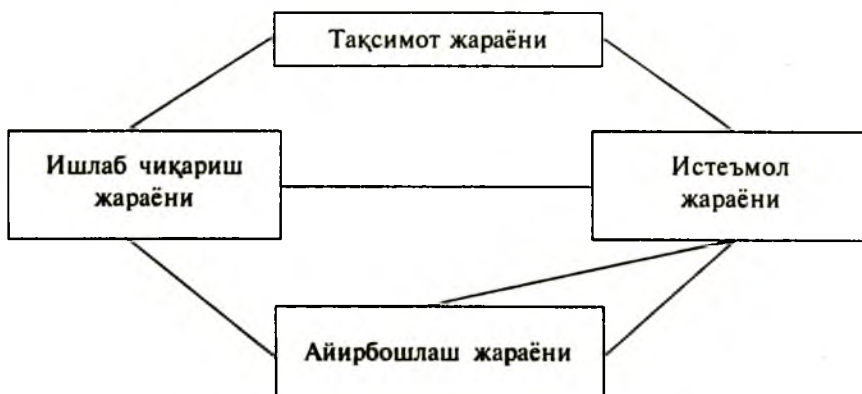 Тақсимот жараёни
Ишлаб чиқариш
жараёни
Истеъмол
жараёни
Айирбошлаш жараёни